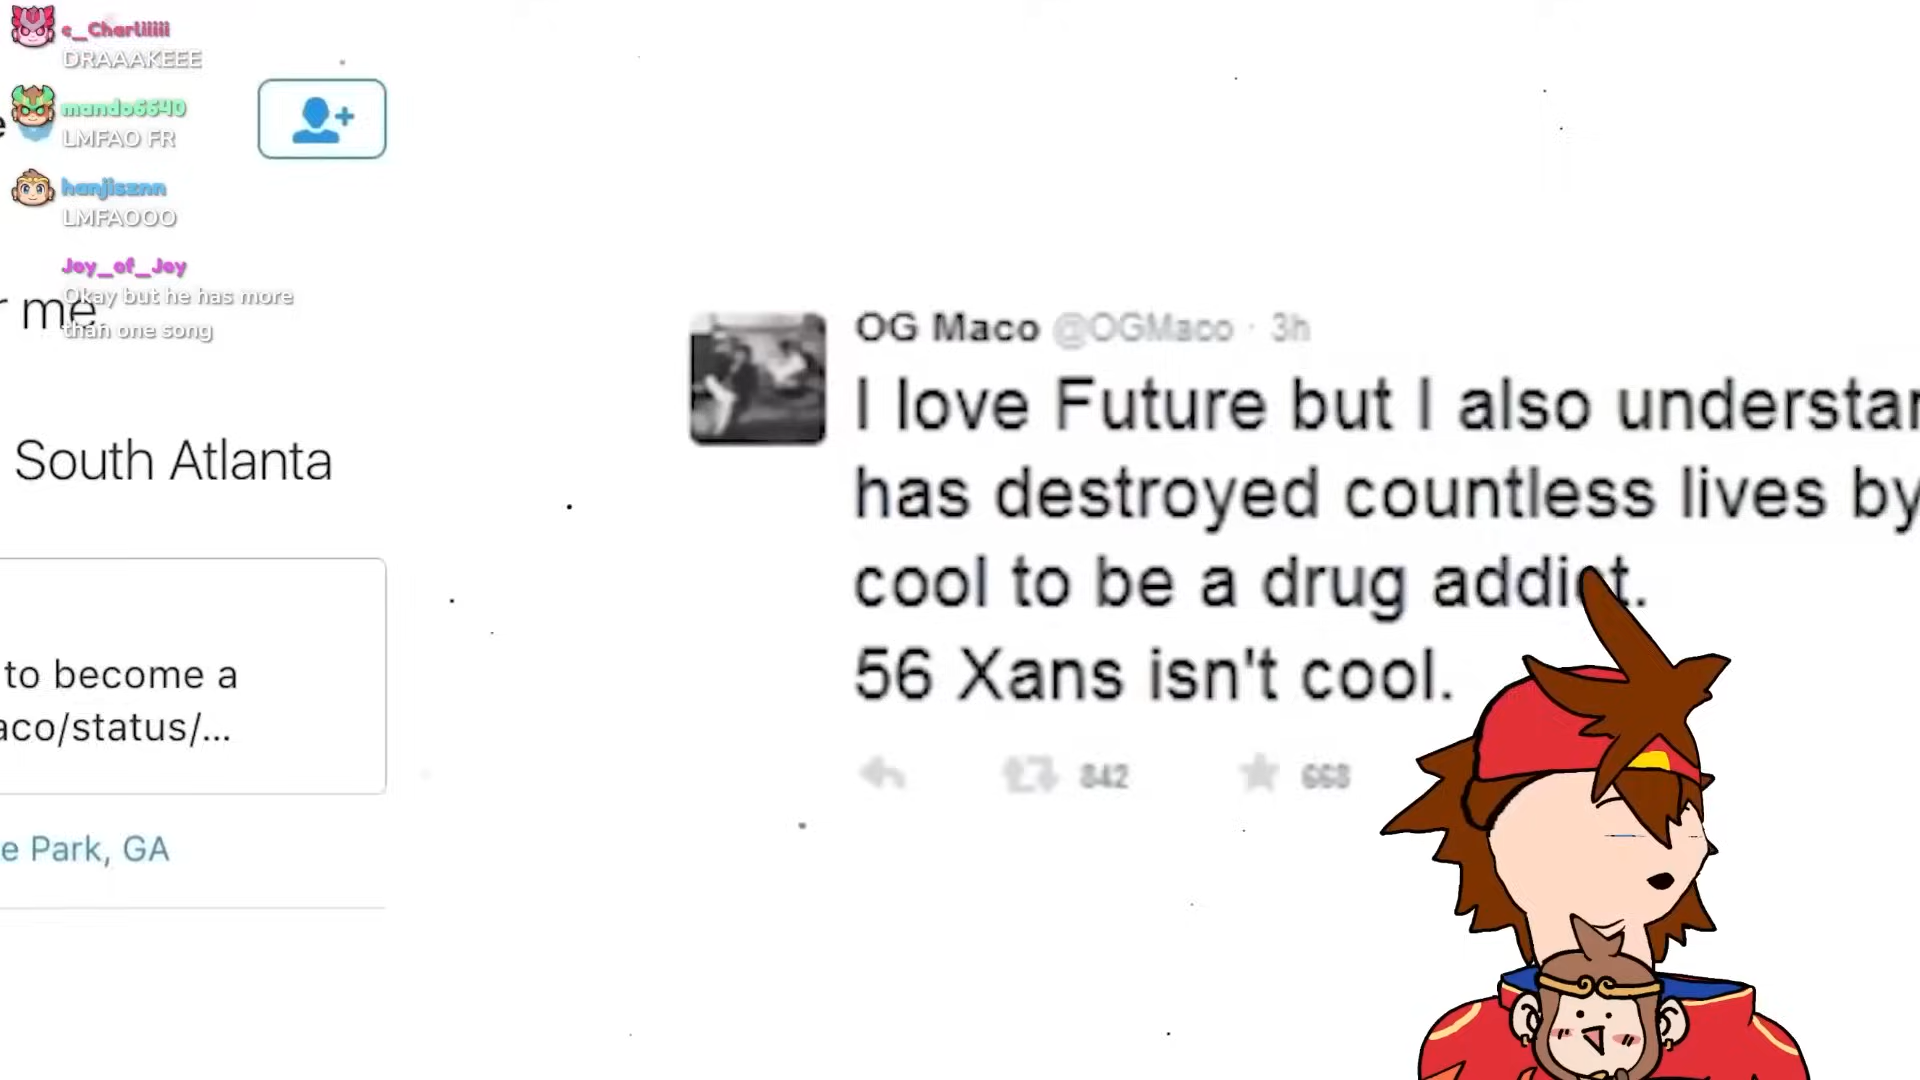 c_Charliiiii
DRAAAKEEE
mando6640
LMFAO FR
hanjisznn
LMFAOOO
Joy_of_Joy
Okay but he has more
than one song
r me
South Atlanta
to become a
aco/status/...
e Park, GA
OG Maco @OGMaco · 3h
I love Future but I also understan
has destroyed countless lives by
cool to be a drug addict.
56 Xans isn't cool.
842 668